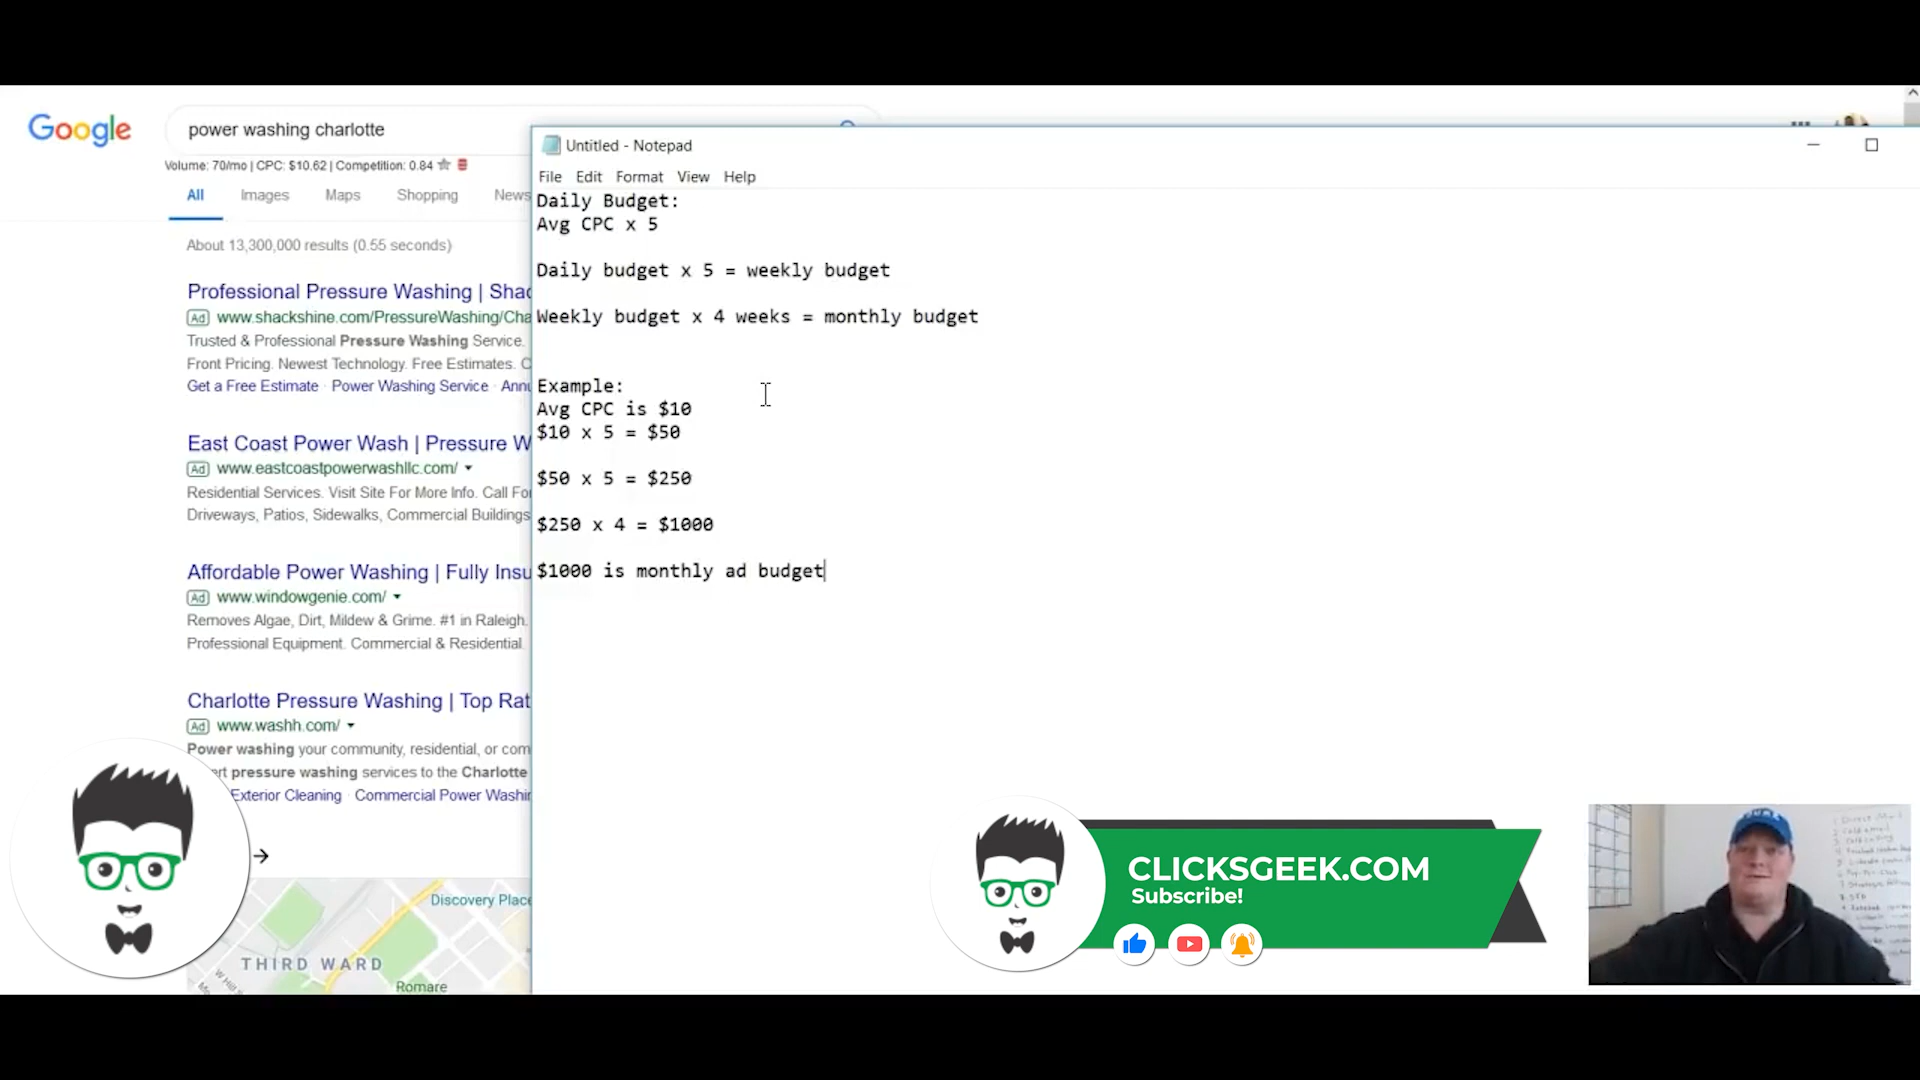 Google
power washing charlotte
Volume: 70/mo | CPC: $10.62 | Competition: 0.84
All
Images
Maps
Shopping
News
About 13,300,000 results (0.55 seconds)
Professional Pressure Washing | Shac
Ad www.shackshine.com/PressureWashing/Cha
Trusted & Professional Pressure Washing Service.
Front Pricing. Newest Technology. Free Estimates. C
Get a Free Estimate · Power Washing Service · Annu
East Coast Power Wash | Pressure W
Ad www.eastcoastpowerwashllc.com/
Residential Services. Visit Site For More Info. Call Fo
Driveways, Patios, Sidewalks, Commercial Buildings
Affordable Power Washing | Fully Insu
Ad www.windowgenie.com/
Removes Algae, Dirt, Mildew & Grime. #1 in Raleigh.
Professional Equipment. Commercial & Residential.
Charlotte Pressure Washing | Top Rat
Ad www.washh.com/
Power washing your community, residential, or com
ert pressure washing services to the Charlotte
Exterior Cleaning · Commercial Power Washin
Discovery Place
THIRD WARD
Romare
Untitled - Notepad
File Edit Format View Help
Daily Budget:
Avg CPC x 5
Daily budget x 5 = weekly budget
Weekly budget x 4 weeks = monthly budget
Example:
Avg CPC is $10
$10 x 5 = $50
$50 x 5 = $250
$250 x 4 = $1000
$1000 is monthly ad budget
CLICKSGEEK.COM
Subscribe!